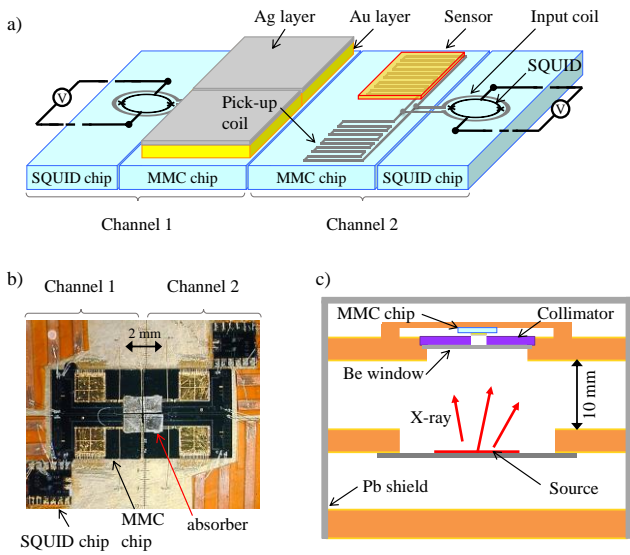 a)
Ag layer
Au layer
Sensor
Input coil
SQUID
V
V
Pick-up
coil
SQUID chip
MMC chip
MMC chip
SQUID chip
Channel 1
Channel 2
b)
Channel 1
Channel 2
2 mm
SQUID chip
MMC
chip
absorber
c)
MMC chip
Collimator
Be window
10 mm
X-ray
Pb shield
Source